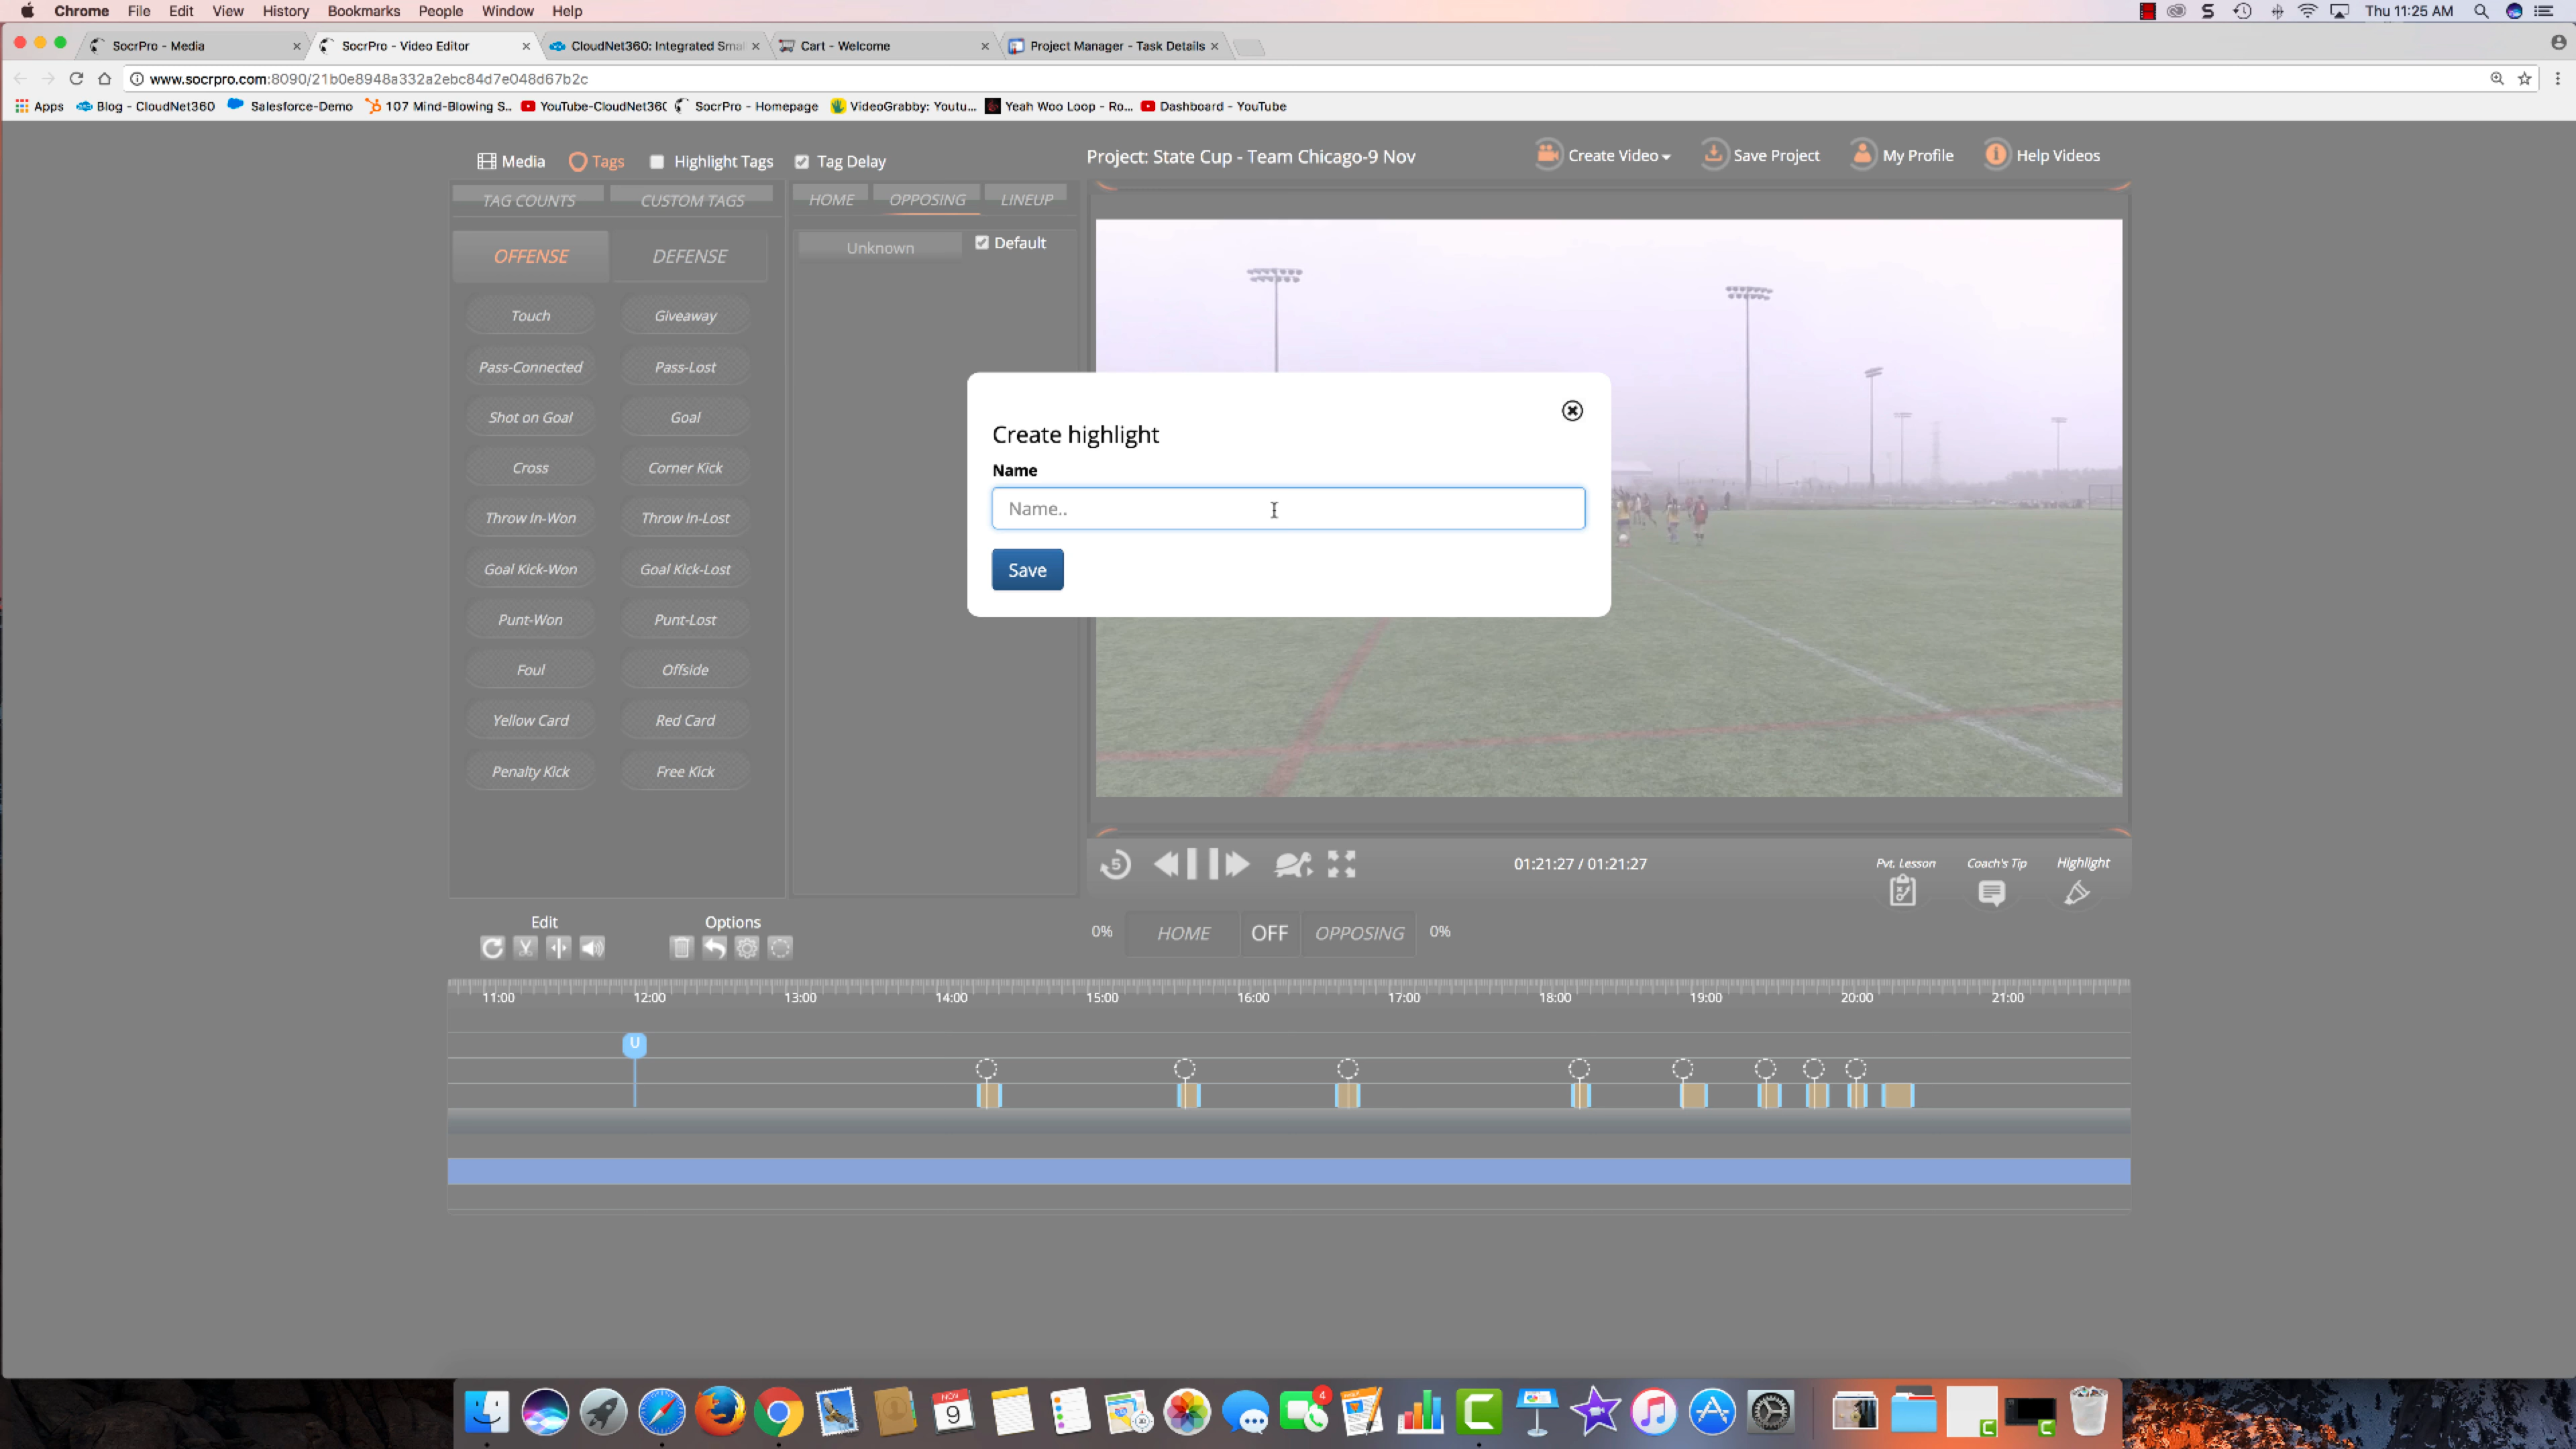 Chrome File Edit View History Bookmarks People Window Help
Thu 11:25 AM
SocrPro - Media
SocrPro - Video Editor
CloudNet360: Integrated Smal
Cart - Welcome
Project Manager - Task Details
www.socrpro.com:8090/21b0e8948a332a2ebc84d7e048d67b2c
Apps
Blog - CloudNet360
Salesforce-Demo
107 Mind-Blowing S...
YouTube-CloudNet360
SocrPro - Homepage
VideoGrabby: Youtu...
Yeah Woo Loop - Ro...
Dashboard - YouTube
Media
Tags
Highlight Tags
Tag Delay
Project: State Cup - Team Chicago-9 Nov
Create Video
Save Project
My Profile
Help Videos
TAG COUNTS
CUSTOM TAGS
HOME
OPPOSING
LINEUP
OFFENSE
DEFENSE
Unknown
Default
Touch
Giveaway
Pass-Connected
Pass-Lost
Shot on Goal
Goal
Cross
Corner Kick
Throw In-Won
Throw In-Lost
Goal Kick-Won
Goal Kick-Lost
Punt-Won
Punt-Lost
Foul
Offside
Yellow Card
Red Card
Penalty Kick
Free Kick
Create highlight
Name
Name..
Save
5
01:21:27 / 01:21:27
Pvt. Lesson
Coach's Tip
Highlight
Edit
Options
0%
HOME
OFF
OPPOSING
0%
11:00 12:00 13:00 14:00 15:00 16:00 17:00 18:00 19:00 20:00 21:00
U
NOV
9
4